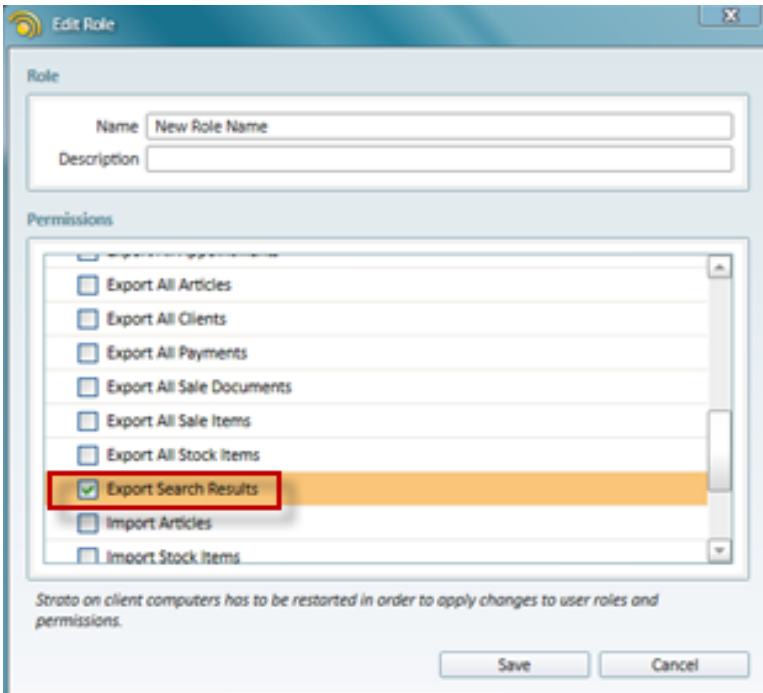 Edit Role
Role
Name New Role Name
Description
Permissions
Export All Articles
Export All Clients
Export All Payments
Export All Sale Documents
Export All Sale Items
Export All Stock Items
Export Search Results
Import Articles
Import Stock Items
Strato on client computers has to be restarted in order to apply changes to user roles and
permissions.
Save Cancel